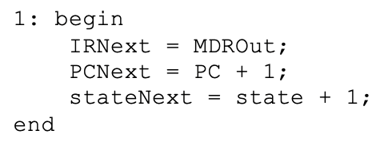 1: begin
    IRNext = MDROut;
    PCNext = PC + 1;
    stateNext = state + 1;
end